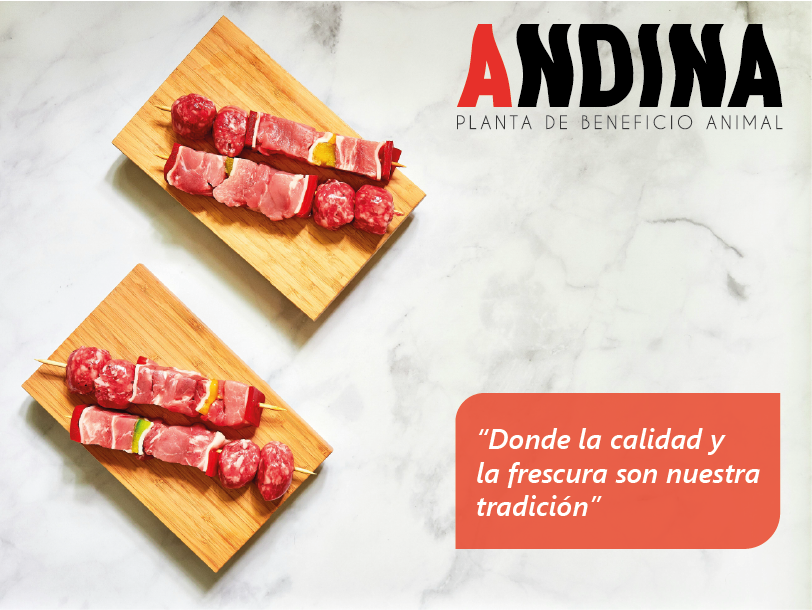 ANDINA
PLANTA DE BENEFICIO ANIMAL
“Donde la calidad y
la frescura son nuestra
tradición”